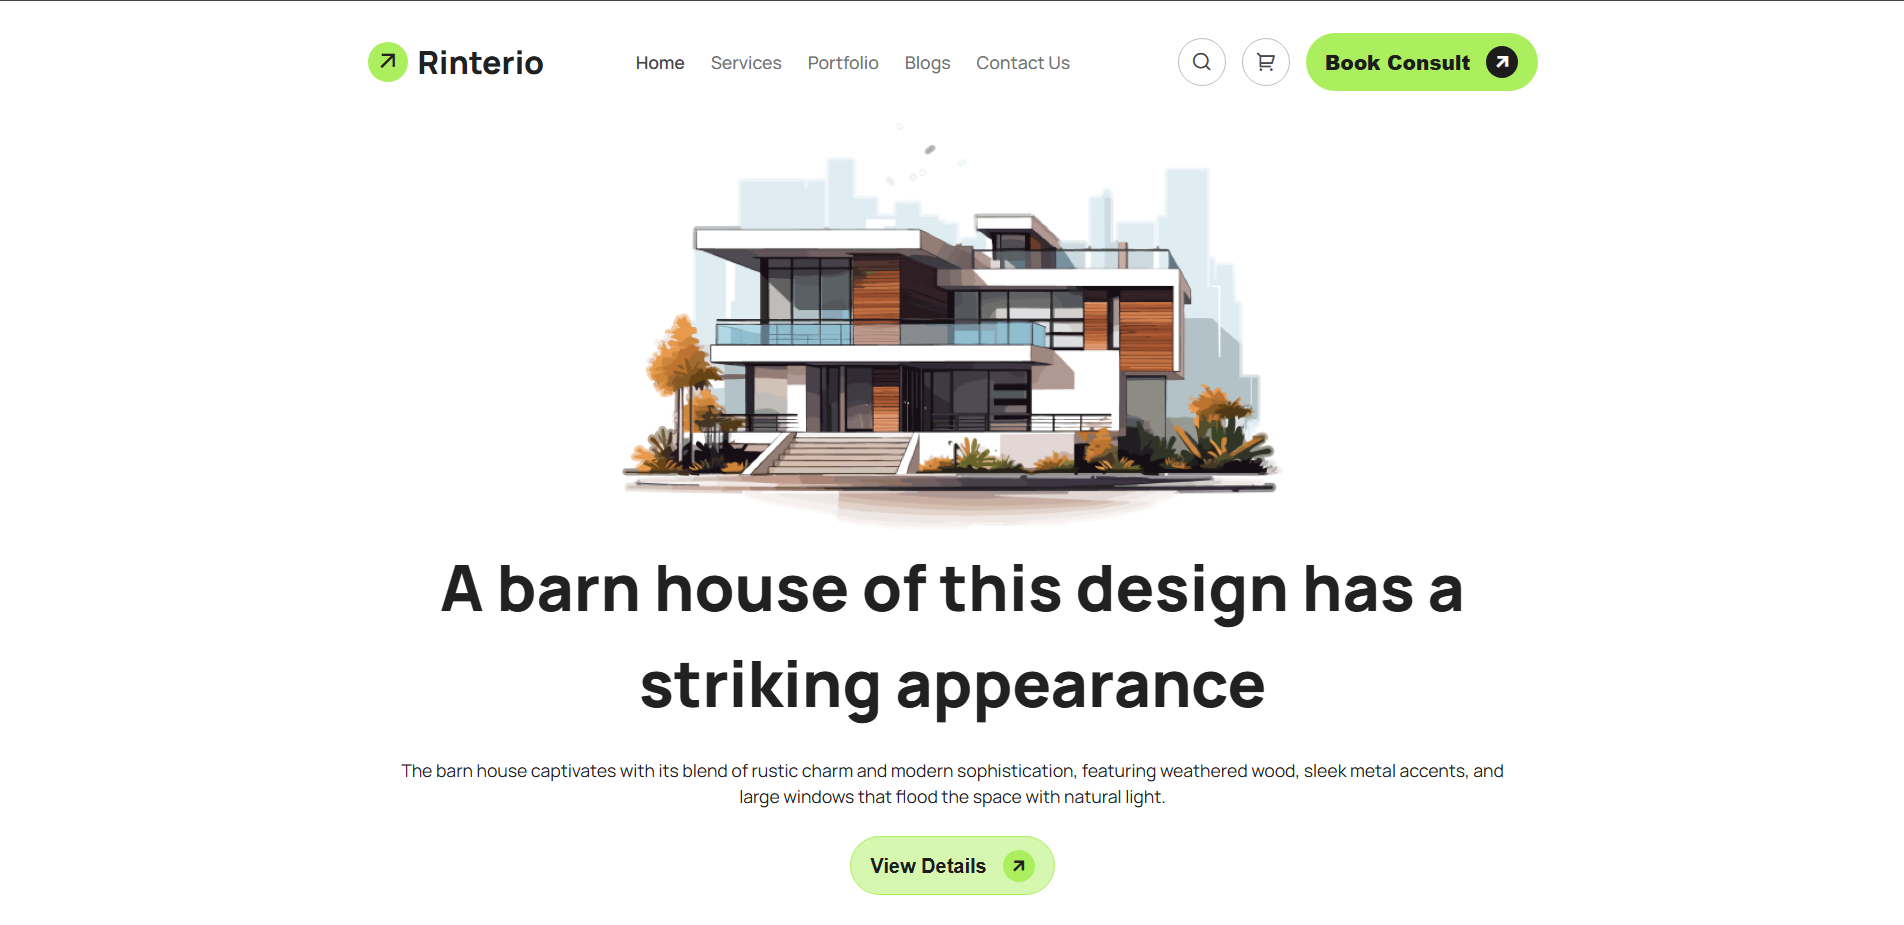 Rinterio
Home Services Portfolio Blogs Contact Us
Book Consult
A barn house of this design has a
striking appearance
The barn house captivates with its blend of rustic charm and modern sophistication, featuring weathered wood, sleek metal accents, and
large windows that flood the space with natural light.
View Details